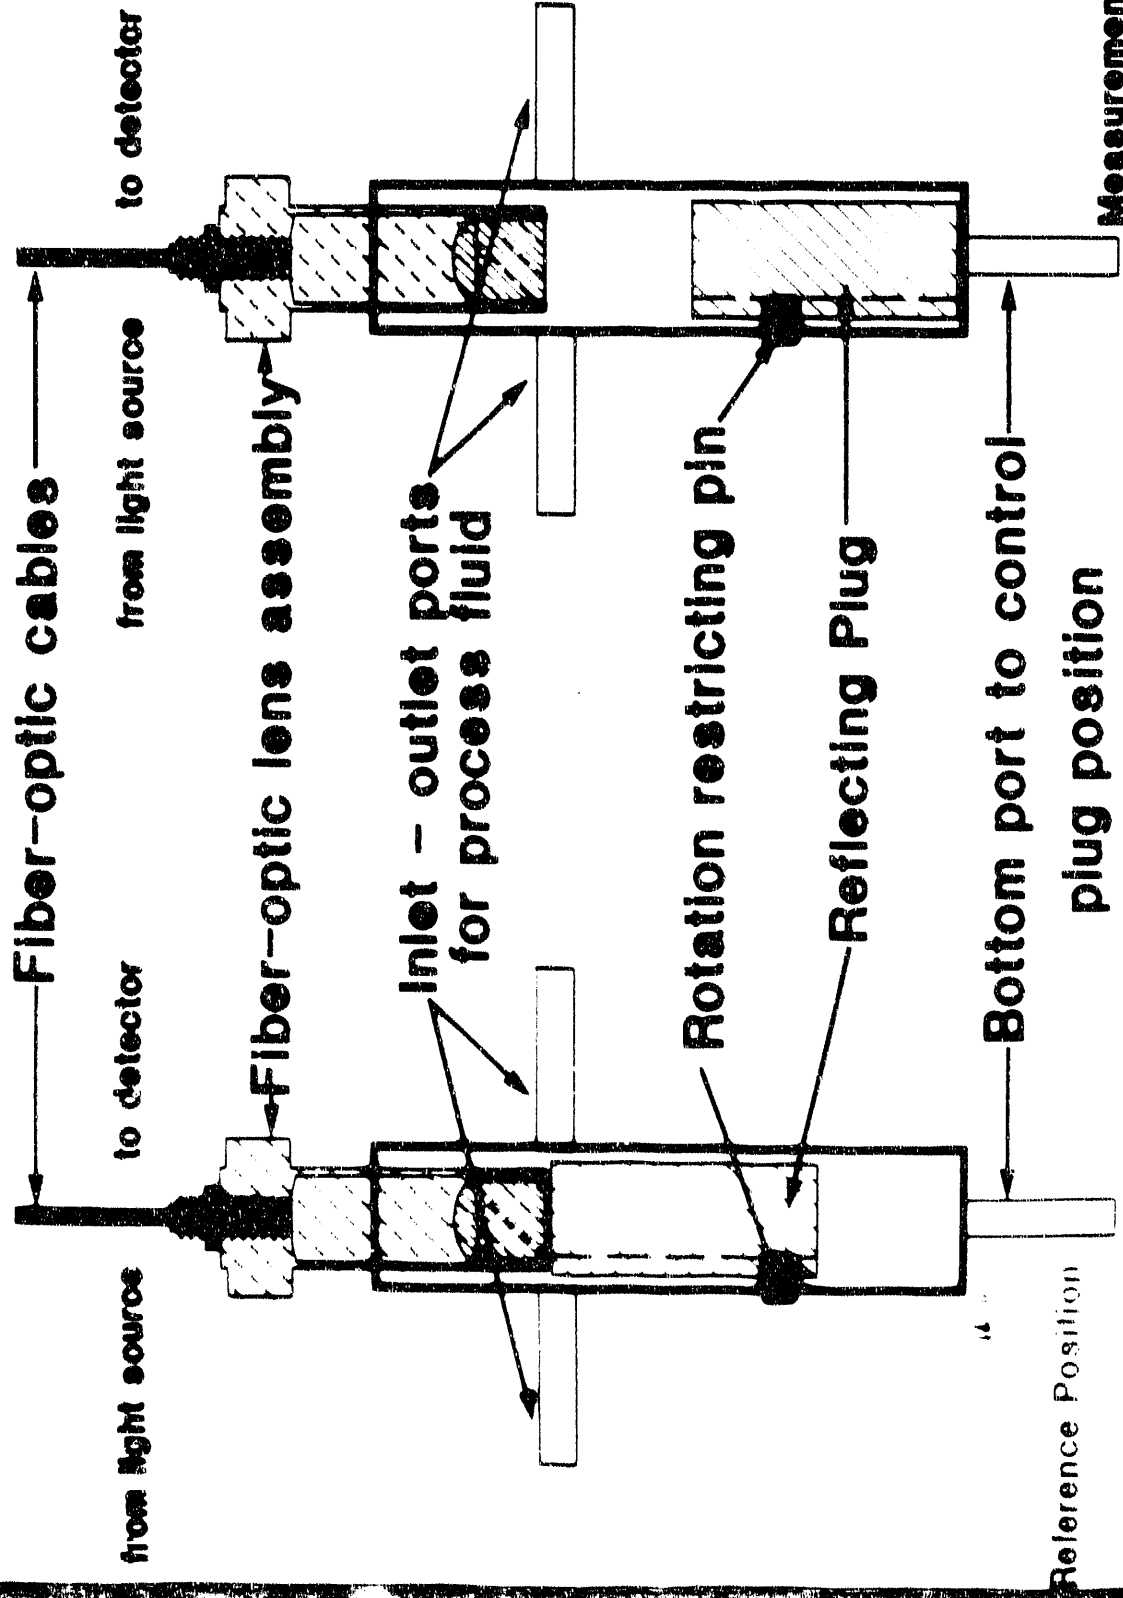 Fiber-optic cables
from light source
to detector
from light source
to detector
Fiber-optic lens assembly
Inlet - outlet ports
for process fluid
Rotation restricting pin
Reflecting Plug
Bottom port to control
plug position
Reference Position